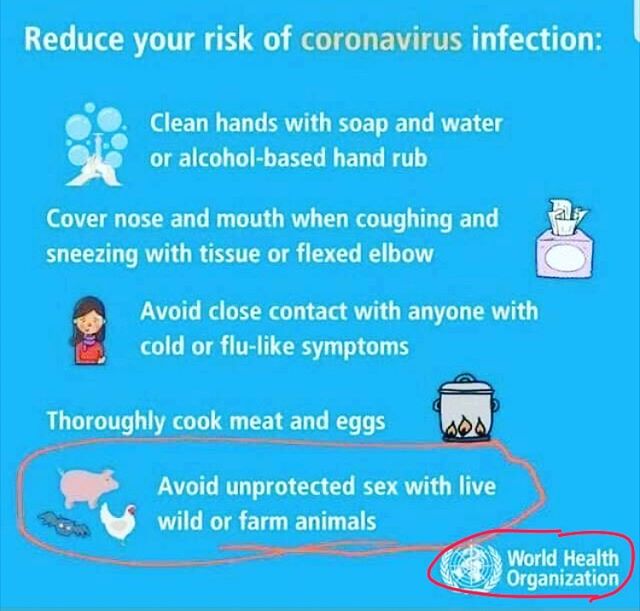 Reduce your risk of coronavirus infection:
Clean hands with soap and water
or alcohol-based hand rub
Cover nose and mouth when coughing and
sneezing with tissue or flexed elbow
Avoid close contact with anyone with
cold or flu-like symptoms
Thoroughly cook meat and eggs
Avoid unprotected sex with live
wild or farm animals
World Health
Organization